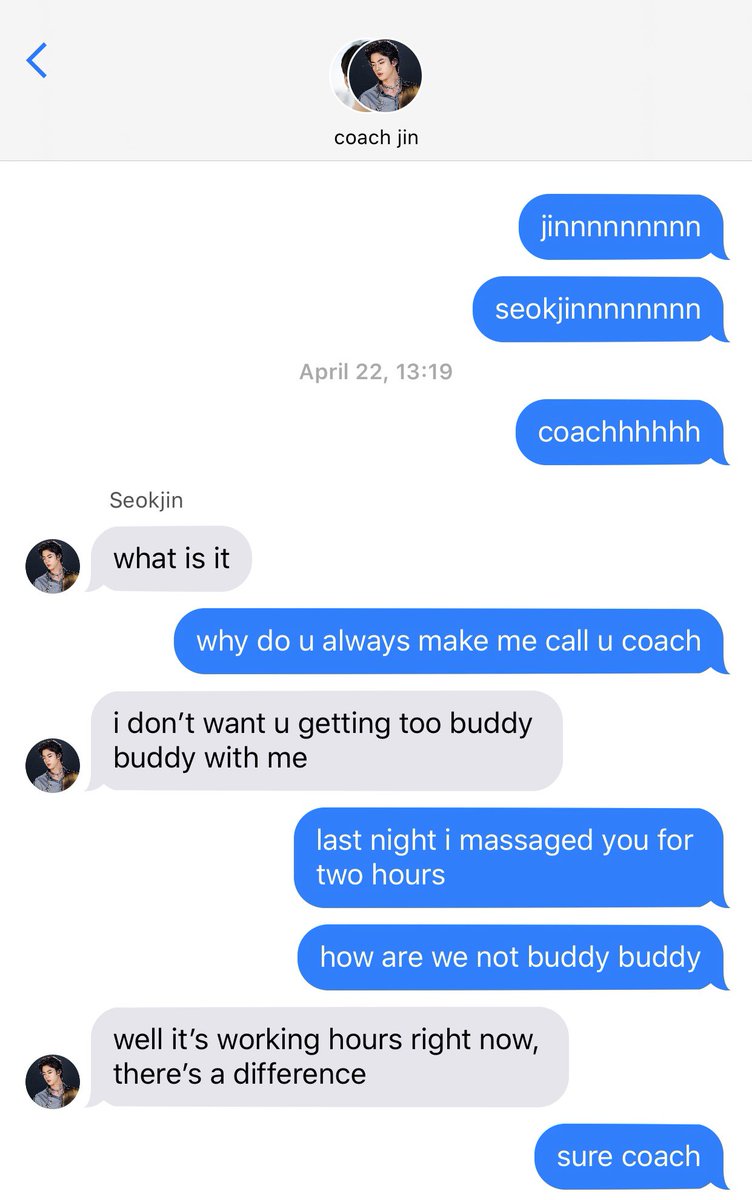 coach jin
jinnnnnnnnn
seokjinnnnnnnn
April 22, 13:19
coachhhhhh
Seokjin
what is it
why do u always make me call u coach
i don’t want u getting too buddy
buddy with me
last night i massaged you for
two hours
how are we not buddy buddy
well it’s working hours right now,
there’s a difference
sure coach